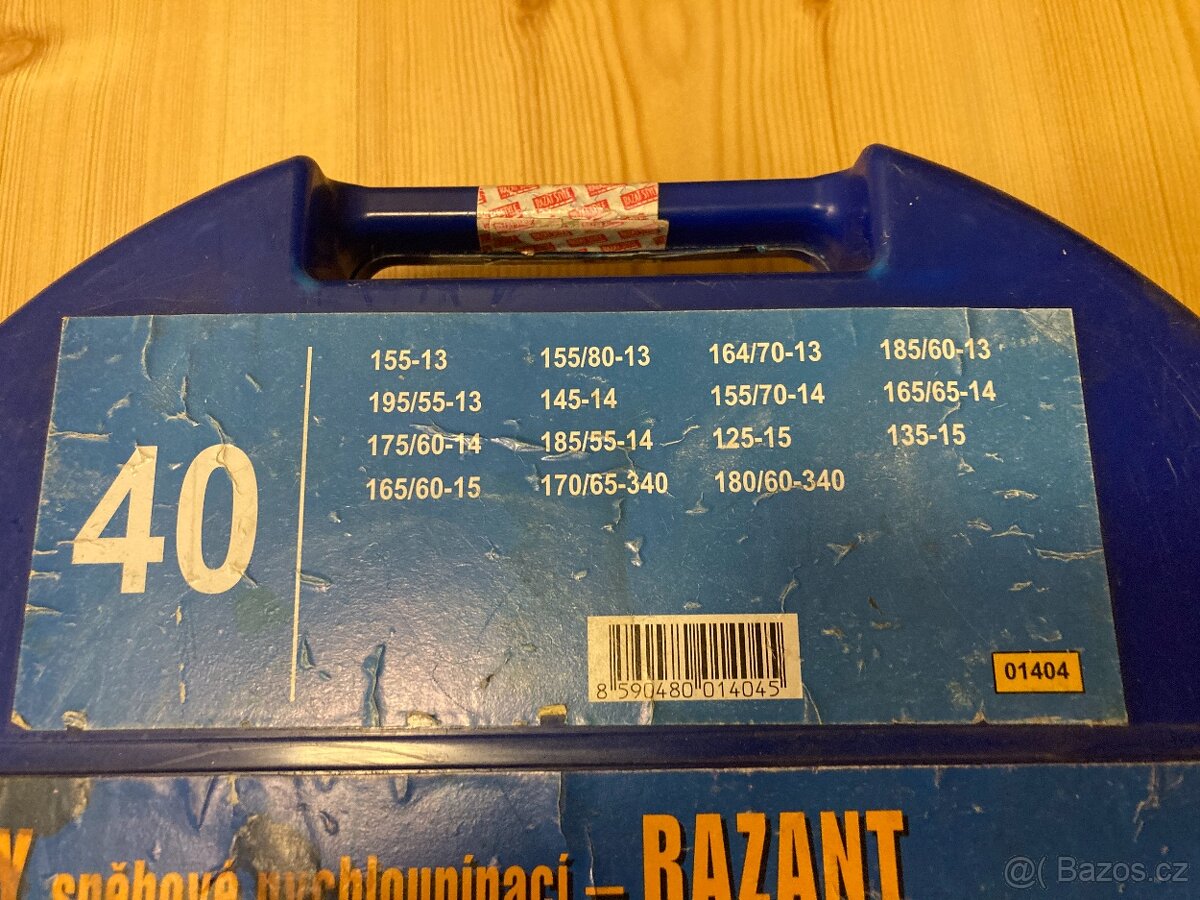 155-13 155/80-13 164/70-13 185/60-13
195/55-13 145-14 155/70-14 165/65-14
175/60-14 185/55-14 125-15 135-15
165/60-15 170/65-340 180/60-340
40
8 590480 014045
01404
Y sněhové rychloupínací – RAZANT
Bazos.cz